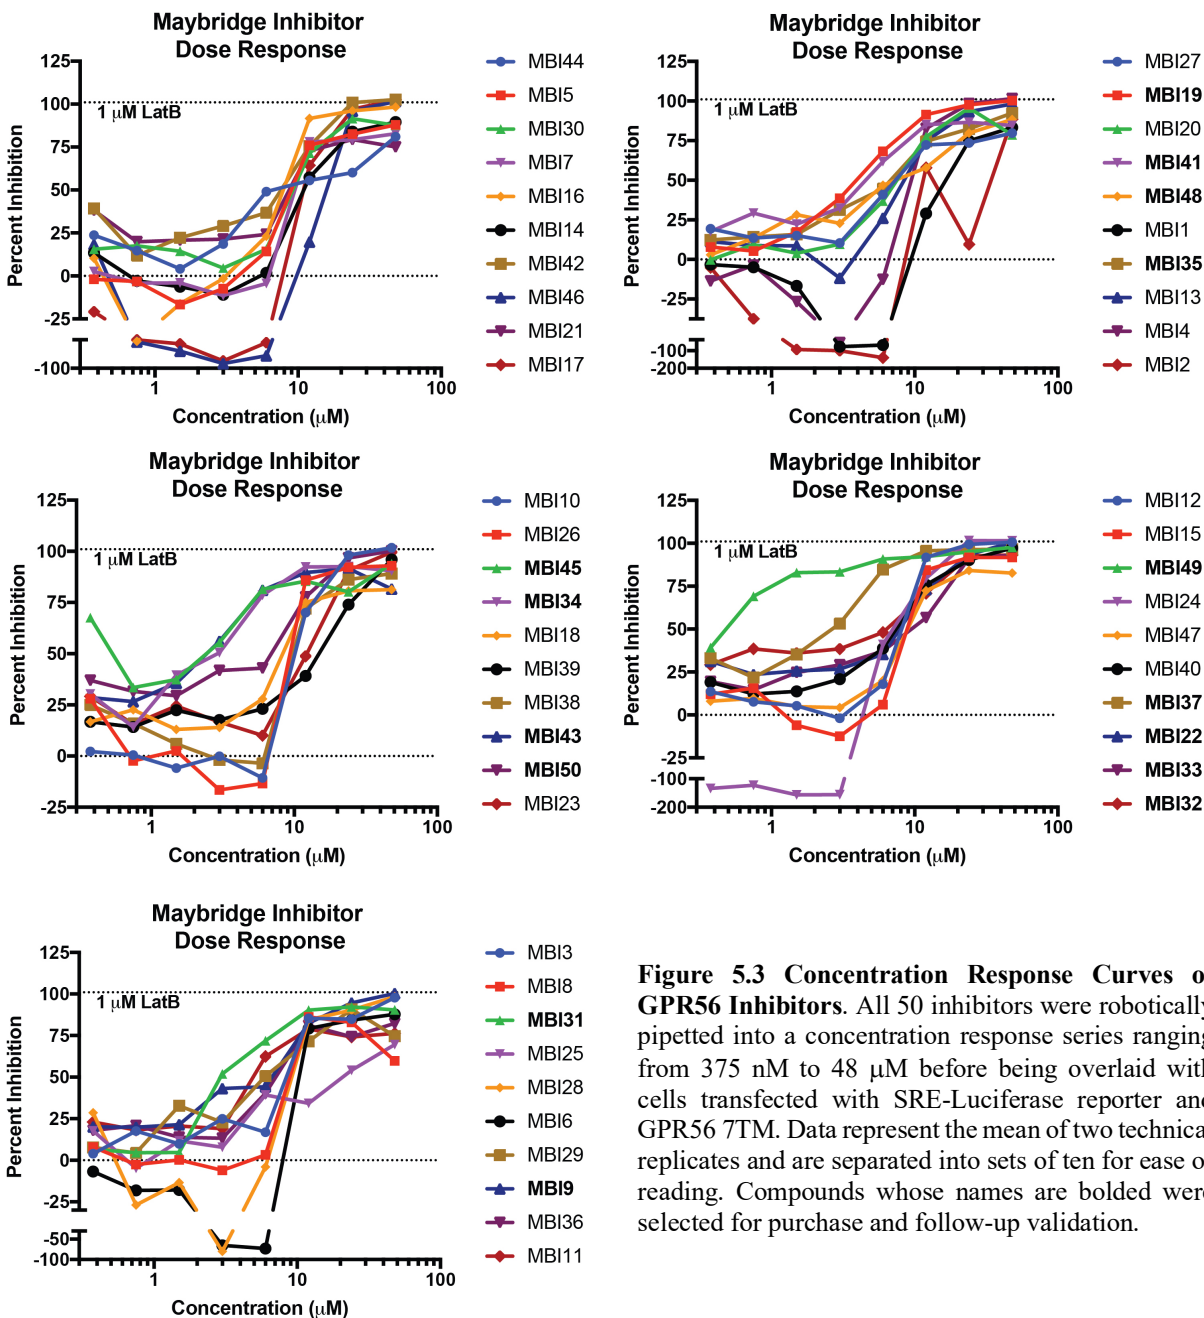 Maybridge Inhibitor
Dose Response
125
100
75
50
25
0
-25
-100
1 μM LatB
Percent Inhibition
1
10
100
Concentration (μM)
MBI44
MBI5
MBI30
MBI7
MBI16
MBI14
MBI42
MBI46
MBI21
MBI17
Maybridge Inhibitor
Dose Response
125
100
75
50
25
0
-25
-100
-200
1 μM LatB
Percent Inhibition
1
10
100
Concentration (μM)
MBI27
MBI19
MBI20
MBI41
MBI48
MBI1
MBI35
MBI13
MBI4
MBI2
Maybridge Inhibitor
Dose Response
125
100
75
50
25
0
-25
1 μM LatB
Percent Inhibition
1
10
100
Concentration (μM)
MBI10
MBI26
MBI45
MBI34
MBI18
MBI39
MBI38
MBI43
MBI50
MBI23
Maybridge Inhibitor
Dose Response
125
100
75
50
25
0
-25
-100
-200
1 μM LatB
Percent Inhibition
1
10
100
Concentration (μM)
MBI12
MBI15
MBI49
MBI24
MBI47
MBI40
MBI37
MBI22
MBI33
MBI32
Maybridge Inhibitor
Dose Response
125
100
75
50
25
0
-25
-50
-100
1 μM LatB
Percent Inhibition
1
10
100
Concentration (μM)
MBI3
MBI8
MBI31
MBI25
MBI28
MBI6
MBI29
MBI9
MBI36
MBI11
Figure 5.3 Concentration Response Curves o
GPR56 Inhibitors. All 50 inhibitors were robotically
pipetted into a concentration response series ranging
from 375 nM to 48 μM before being overlaid with
cells transfected with SRE-Luciferase reporter and
GPR56 7TM. Data represent the mean of two technica
replicates and are separated into sets of ten for ease o
reading. Compounds whose names are bolded were
selected for purchase and follow-up validation.